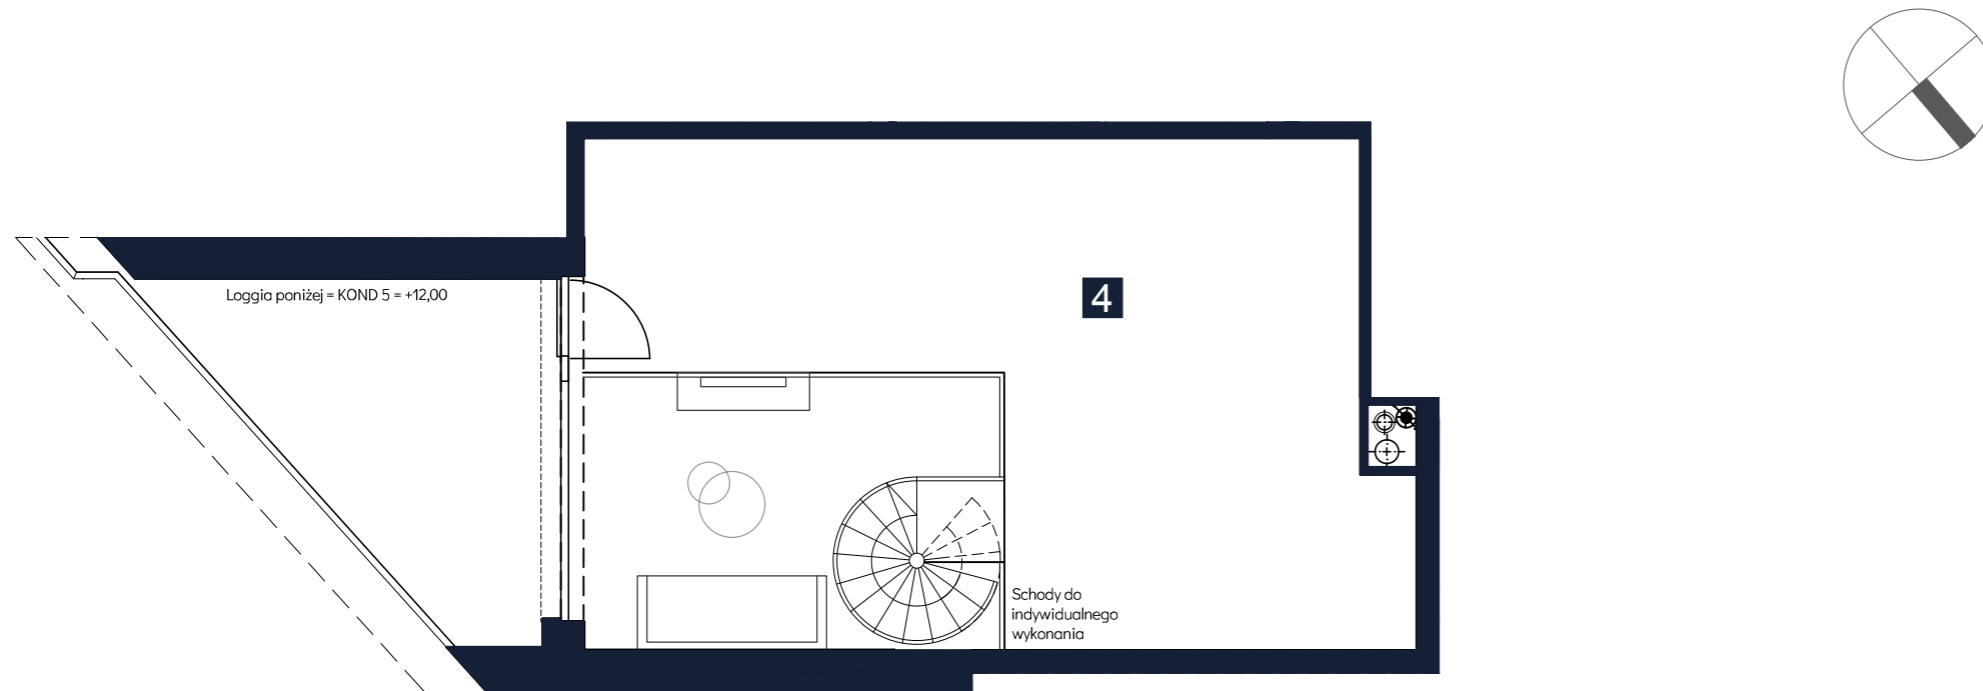 Loggia poniżej = KOND 5 = +12,00
4
Schody do
indywidualnego
wykonania